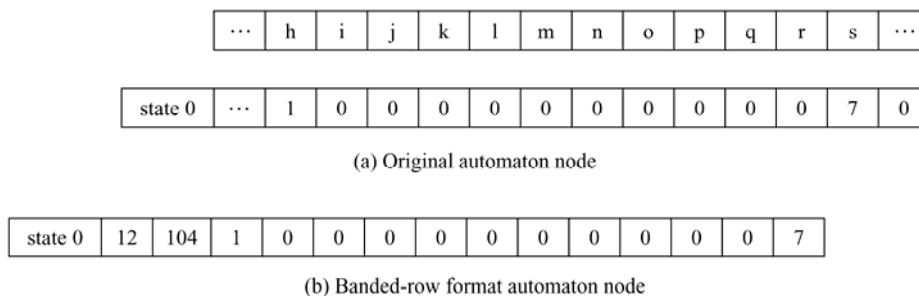 ⋯ h i j k l m n o p q r s ⋯
state 0 ⋯ 1 0 0 0 0 0 0 0 0 0 0 7 0
(a) Original automaton node
state 0 12 104 1 0 0 0 0 0 0 0 0 0 0 7
(b) Banded-row format automaton node